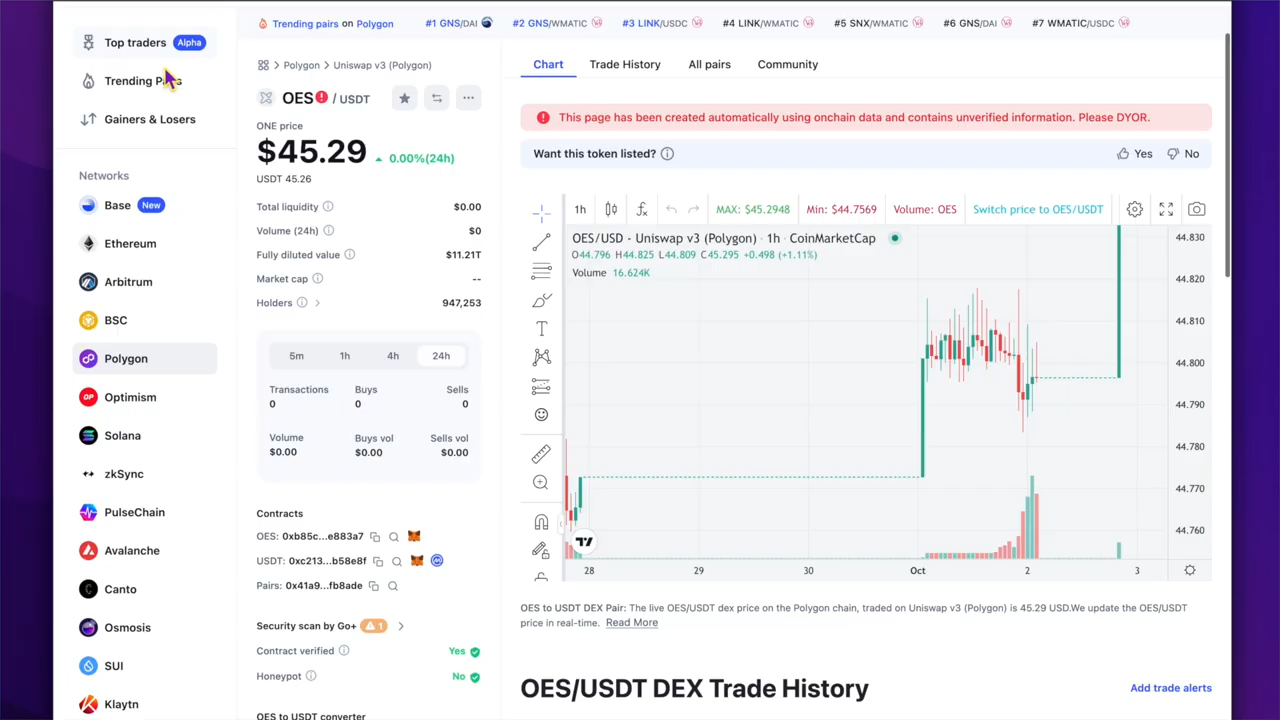 Top traders Alpha
Trending Pairs
Gainers & Losers
Networks
Base New
Ethereum
Arbitrum
BSC
Polygon
Optimism
Solana
zkSync
PulseChain
Avalanche
Canto
Osmosis
SUI
Klaytn
Trending pairs on Polygon #1 GNS/DAI #2 GNS/WMATIC #3 LINK/USDC #4 LINK/WMATIC #5 SNX/WMATIC #6 GNS/DAI #7 WMATIC/USDC
Polygon > Uniswap v3 (Polygon)
OES / USDT
ONE price
$45.29 0.00%(24h)
USDT 45.26
Total liquidity $0.00
Volume (24h) $0
Fully diluted value $11.21T
Market cap --
Holders > 947,253
5m 1h 4h 24h
Transactions Buys Sells
0 0 0
Volume Buys vol Sells vol
$0.00 $0.00 $0.00
Contracts
OES: 0xb85c...e883a7
USDT: 0xc213...b58e8f
Pairs: 0x41a9...fb8ade
Security scan by Go+ 1 >
Contract verified Yes
Honeypot No
OES to USDT converter
Chart Trade History All pairs Community
This page has been created automatically using onchain data and contains unverified information. Please DYOR.
Want this token listed? Yes No
1h MAX: $45.2948 Min: $44.7569 Volume: OES Switch price to OES/USDT
OES/USD - Uniswap v3 (Polygon) · 1h · CoinMarketCap
O44.796 H44.825 L44.809 C45.295 +0.498 (+1.11%)
Volume 16.624K
44.830
44.820
44.810
44.800
44.790
44.780
44.770
44.760
28 29 30 Oct 2 3
OES to USDT DEX Pair: The live OES/USDT dex price on the Polygon chain, traded on Uniswap v3 (Polygon) is 45.29 USD.We update the OES/USDT
price in real-time. Read More
OES/USDT DEX Trade History Add trade alerts